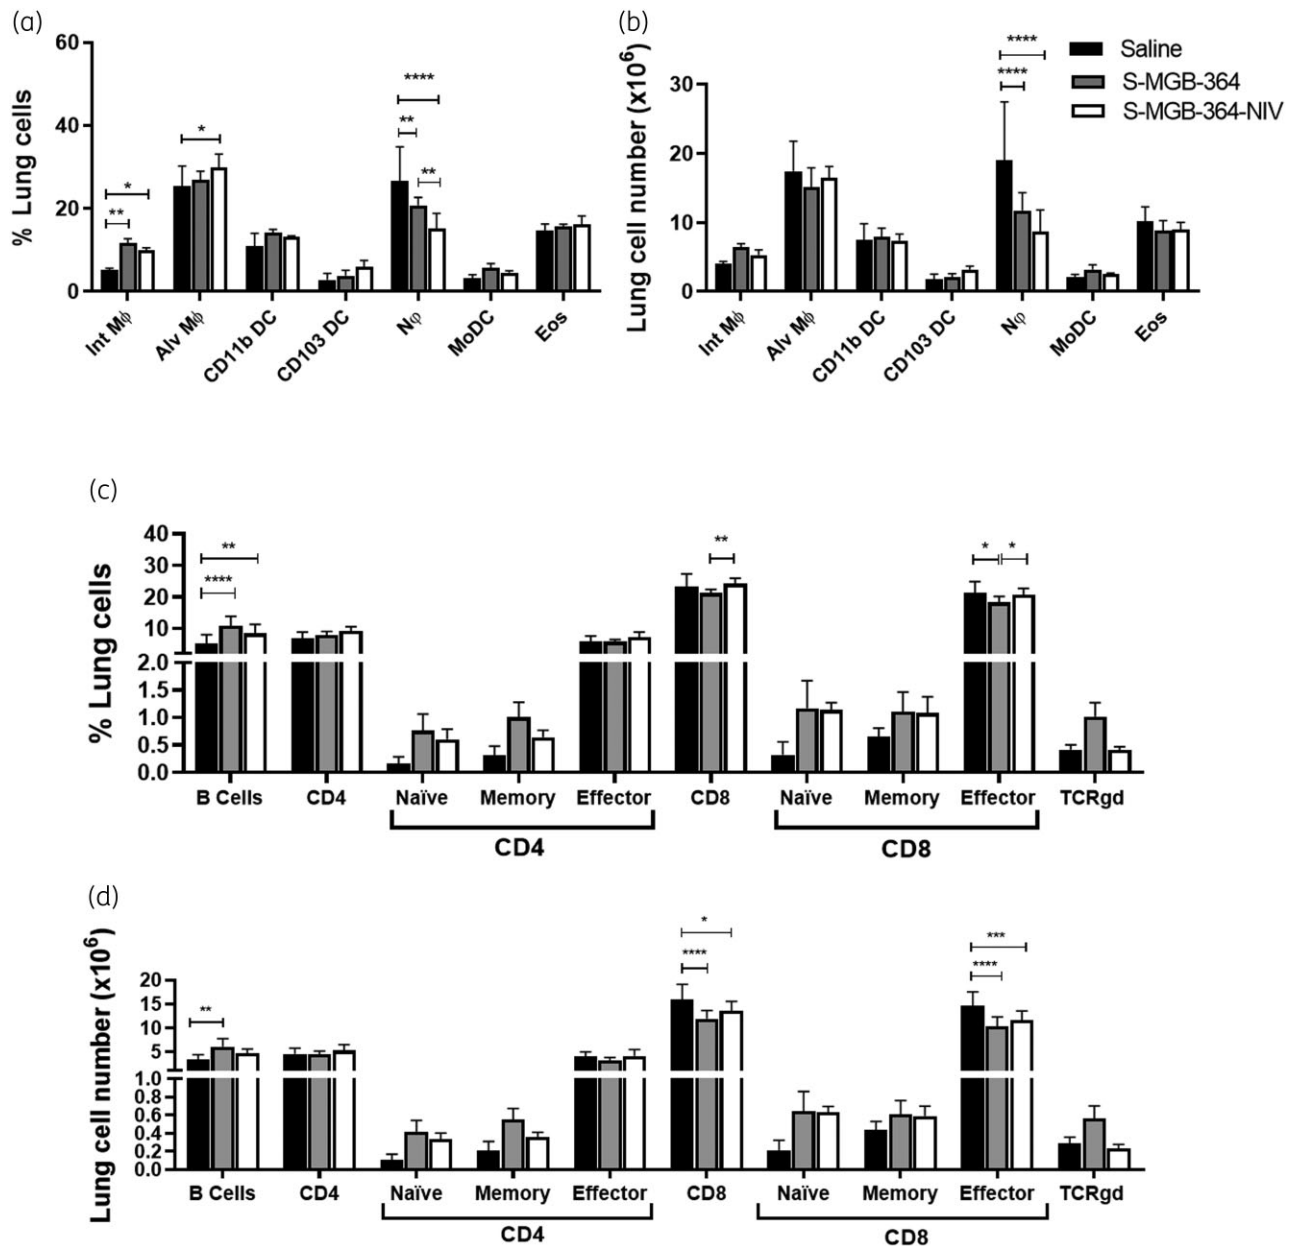 (a)
60
40
20
0
% Lung cells
**
*
*
****
**
**
Int Mϕ
Alv Mϕ
CD11b DC
CD103 DC
Nφ
MoDC
Eos
(b)
30
20
10
0
Lung cell number (x10⁶)
****
****
Saline
S-MGB-364
S-MGB-364-NIV
Int Mϕ
Alv Mϕ
CD11b DC
CD103 DC
Nφ
MoDC
Eos
(c)
40
30
20
10
2.0
1.5
1.0
0.5
0.0
% Lung cells
**
****
**
* *
B Cells CD4 Naïve Memory Effector CD8 Naïve Memory Effector TCRgd
CD4 CD8
(d)
20
15
10
5
1.0
0.8
0.6
0.4
0.2
0.0
Lung cell number (x10⁶)
**
*
****
***
****
B Cells CD4 Naïve Memory Effector CD8 Naïve Memory Effector TCRgd
CD4 CD8